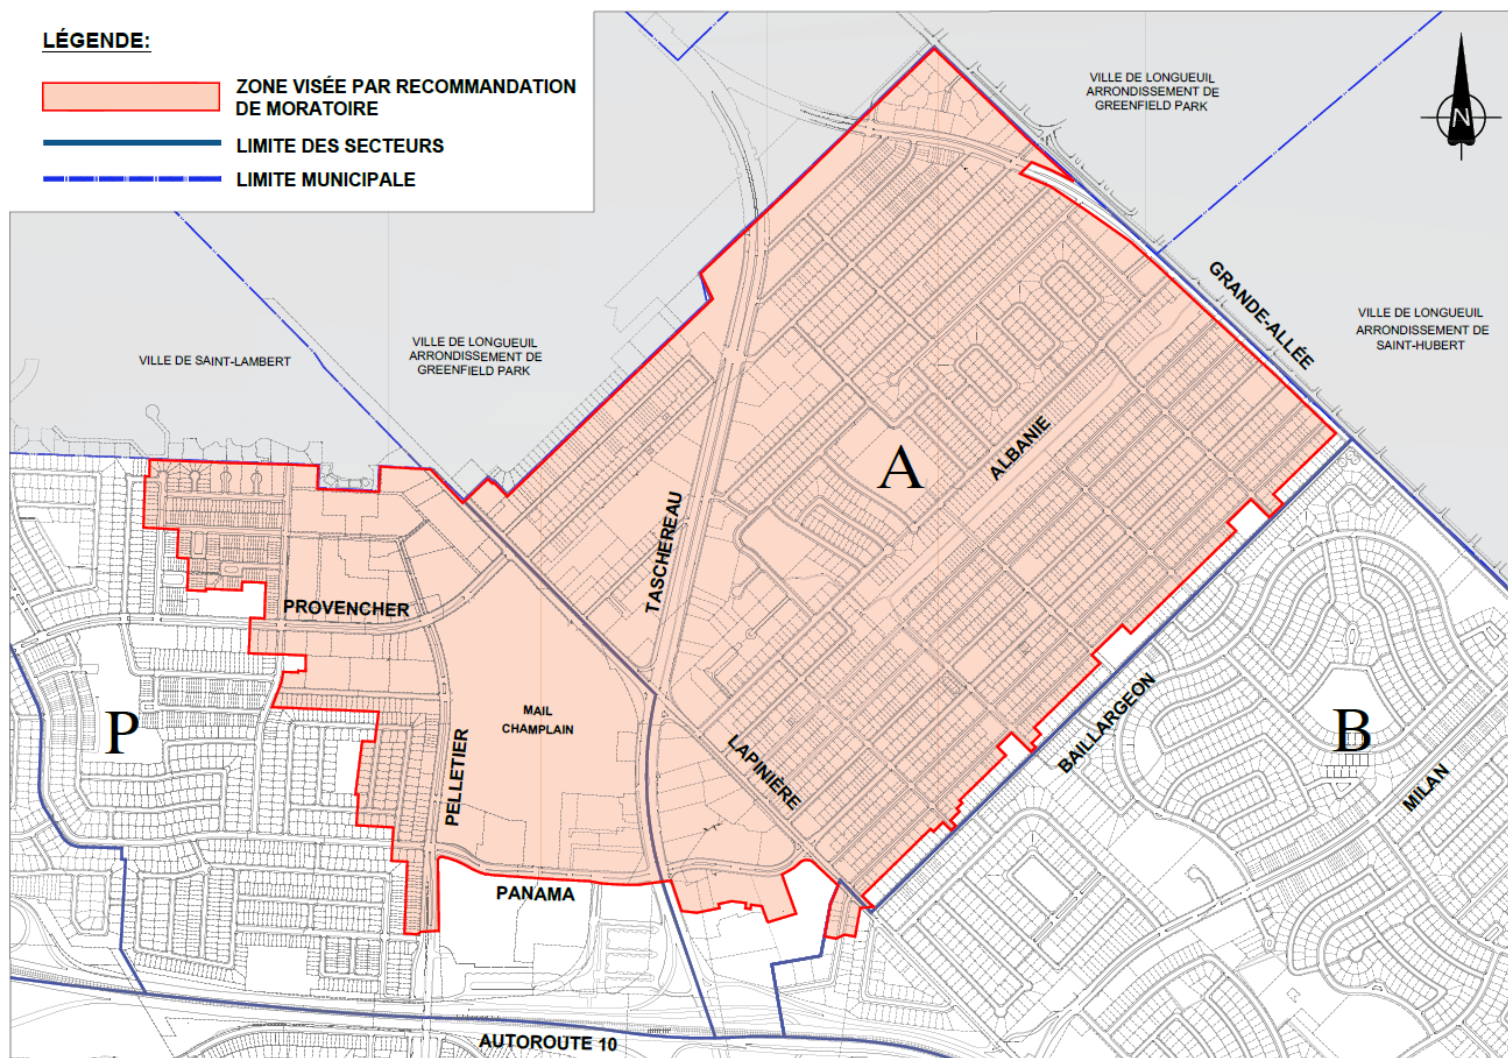 LÉGENDE:
ZONE VISÉE PAR RECOMMANDATION
DE MORATOIRE
LIMITE DES SECTEURS
LIMITE MUNICIPALE
VILLE DE LONGUEUIL
ARRONDISSEMENT DE
GREENFIELD PARK
N
GRANDE-ALLÉE
VILLE DE LONGUEUIL
ARRONDISSEMENT DE
SAINT-HUBERT
VILLE DE SAINT-LAMBERT
VILLE DE LONGUEUIL
ARRONDISSEMENT DE
GREENFIELD PARK
A
ALBANIE
TASCHEREAU
PROVENCHER
P
MAIL
CHAMPLAIN
PELLETIER
LAPINIÈRE
BAILLARGEON
B
MILAN
PANAMA
AUTOROUTE 10